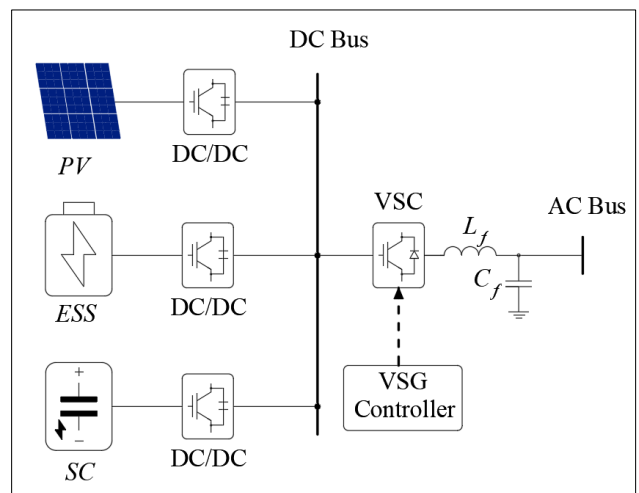 DC Bus
DC/DC
PV
VSC
AC Bus
L_f
C_f
DC/DC
ESS
VSG
Controller
+
−
DC/DC
SC